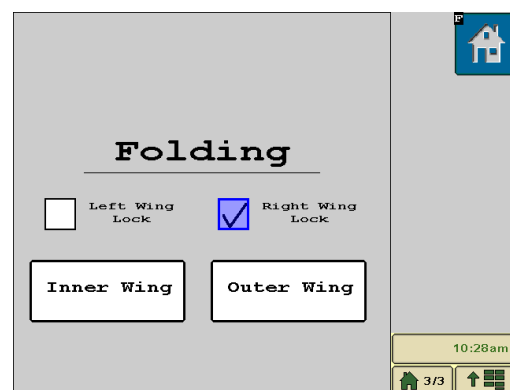 F
Folding
Left Wing
Lock
Right Wing
Lock
Inner Wing
Outer Wing
10:28am
3/3